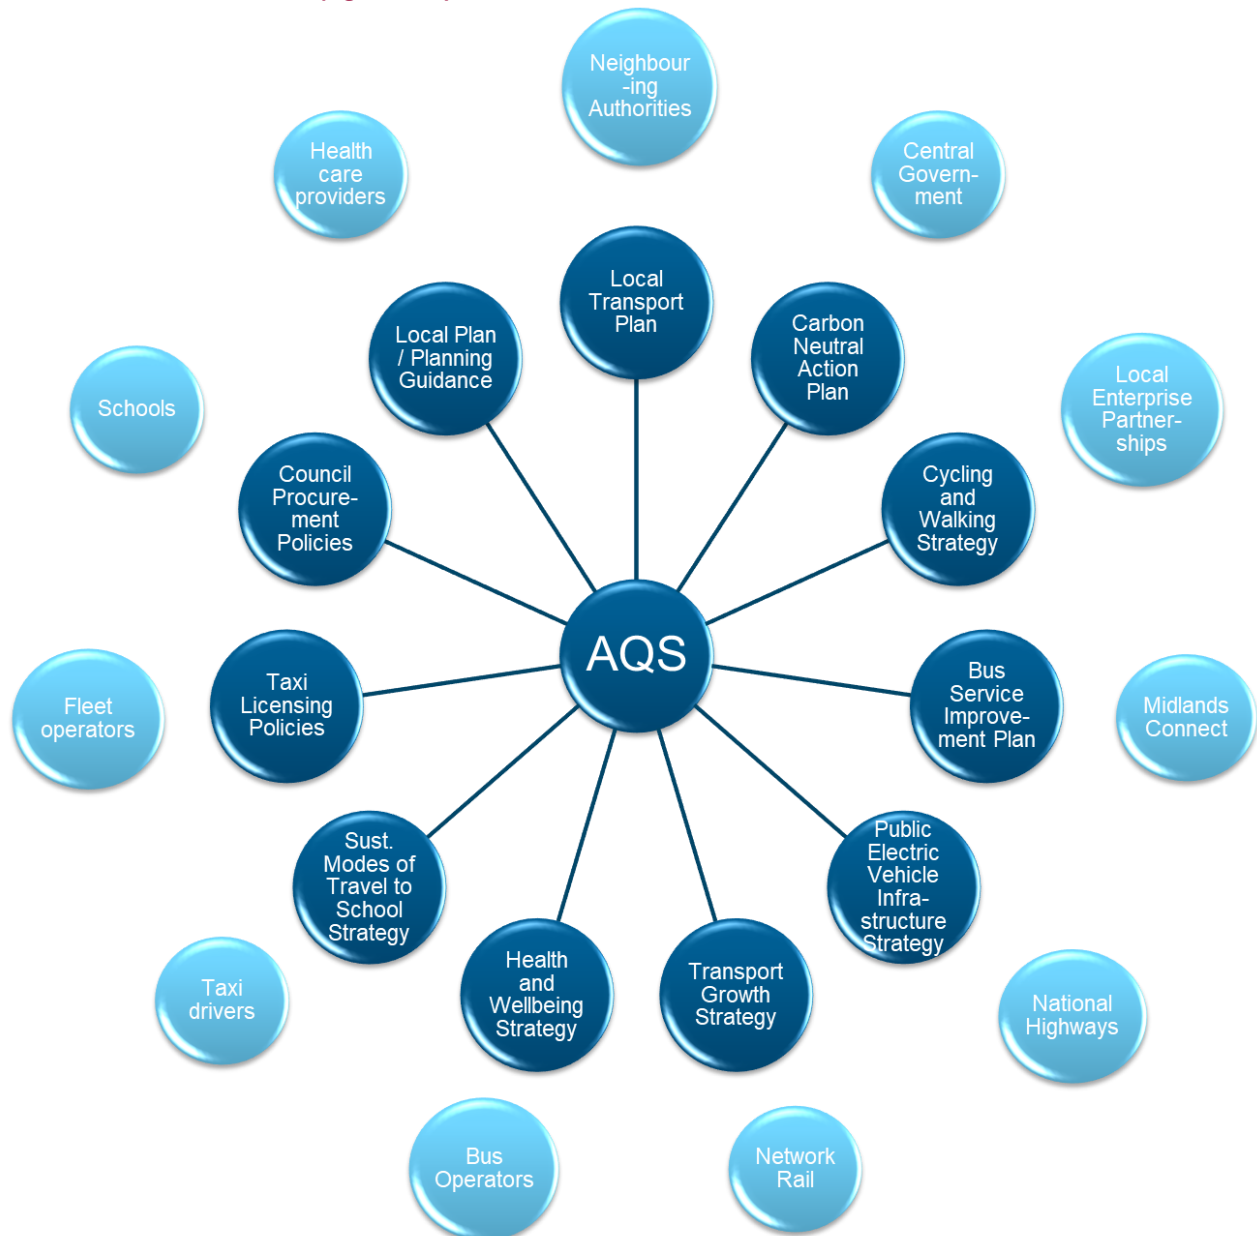 Neighbour
-ing
Authorities
Health
care
providers
Central
Govern-
ment
Local
Transport
Plan
Local Plan
/ Planning
Guidance
Carbon
Neutral
Action
Plan
Schools
Local
Enterprise
Partner-
ships
Council
Procure-
ment
Policies
Cycling
and
Walking
Strategy
AQS
Fleet
operators
Taxi
Licensing
Policies
Bus
Service
Improve-
ment Plan
Midlands
Connect
Sust.
Modes of
Travel to
School
Strategy
Public
Electric
Vehicle
Infra-
structure
Strategy
Health
and
Wellbeing
Strategy
Transport
Growth
Strategy
Taxi
drivers
National
Highways
Bus
Operators
Network
Rail